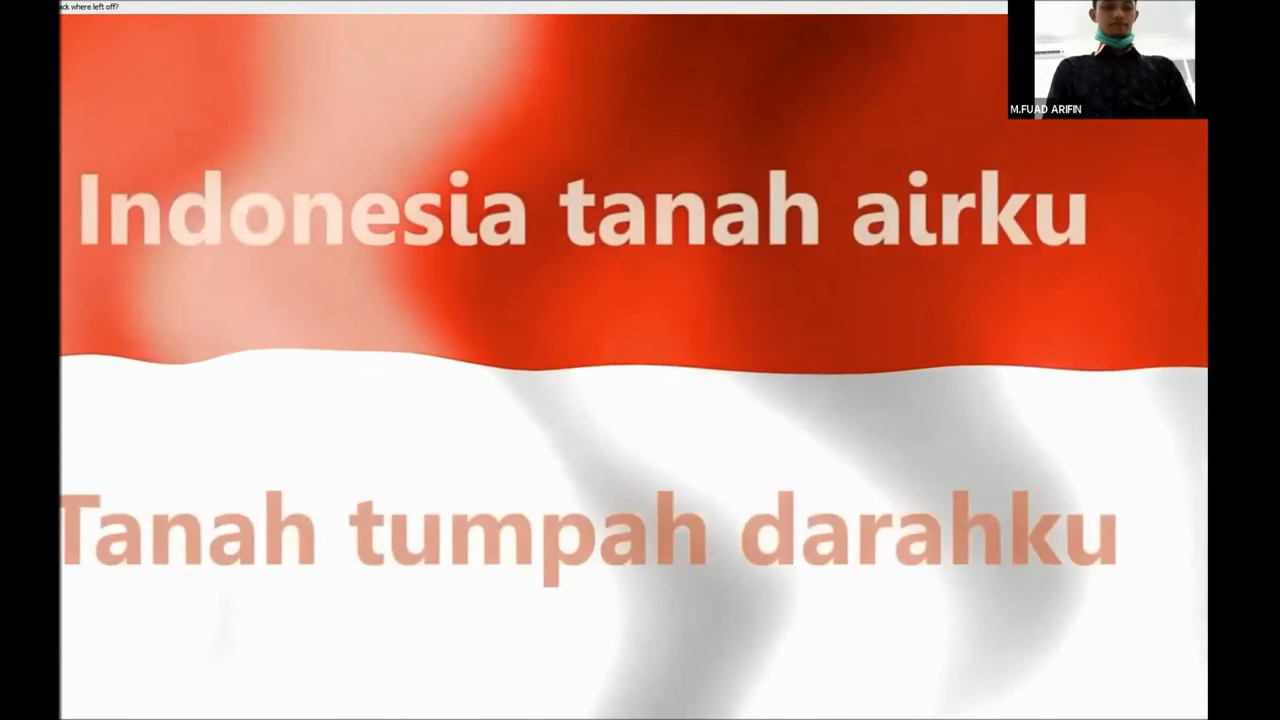 ack where left off?
M.FUAD ARIFIN
Indonesia tanah airku
Tanah tumpah darahku